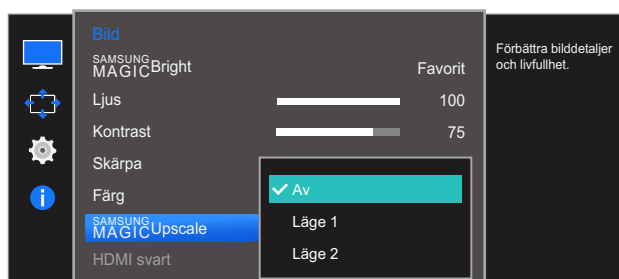 Bild
SAMSUNG MAGICBright Favorit
Ljus 100
Kontrast 75
Skärpa
Färg
SAMSUNG MAGICUpscale
HDMI svart
Av
Läge 1
Läge 2
Förbättra bilddetaljer
och livfullhet.